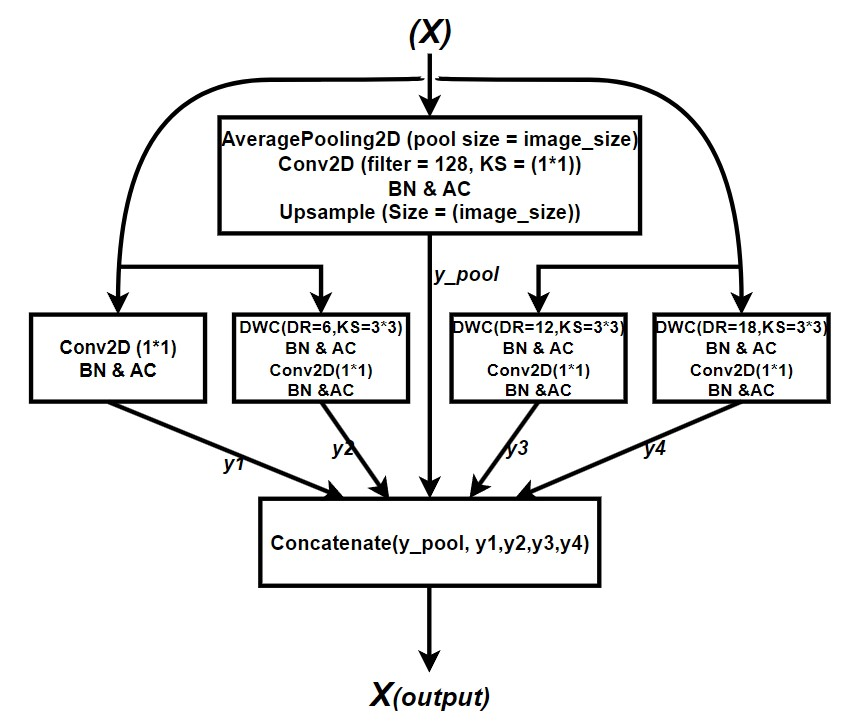 (X)
AveragePooling2D (pool size = image_size)
Conv2D (filter = 128, KS = (1*1))
BN & AC
Upsample (Size = (image_size))
y_pool
Conv2D (1*1)
BN & AC
DWC(DR=6,KS=3*3)
BN & AC
Conv2D(1*1)
BN &AC
DWC(DR=12,KS=3*3)
BN & AC
Conv2D(1*1)
BN &AC
DWC(DR=18,KS=3*3)
BN & AC
Conv2D(1*1)
BN &AC
y1
y2
y3
y4
Concatenate(y_pool, y1,y2,y3,y4)
X(output)